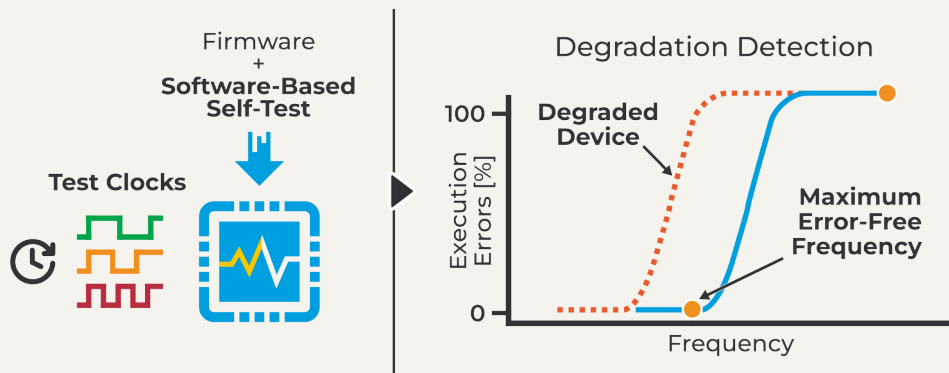 Firmware
+
Software-Based
Self-Test
Test Clocks
Degradation Detection
100
Degraded
Device
Execution
Errors [%]
Maximum
Error-Free
Frequency
0
Frequency